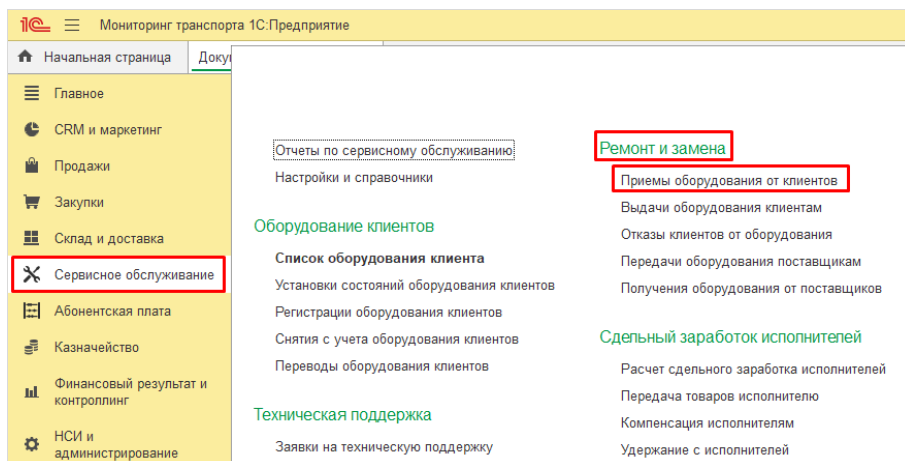 1С Мониторинг транспорта 1С:Предприятие
Начальная страница
Доку
Главное
CRM и маркетинг
Продажи
Закупки
Склад и доставка
Сервисное обслуживание
Абонентская плата
Казначейство
Финансовый результат и
контроллинг
НСИ и
администрирование
Отчеты по сервисному обслуживанию
Настройки и справочники
Оборудование клиентов
Список оборудования клиента
Установки состояний оборудования клиентов
Регистрации оборудования клиентов
Снятия с учета оборудования клиентов
Переводы оборудования клиентов
Техническая поддержка
Заявки на техническую поддержку
Ремонт и замена
Приемы оборудования от клиентов
Выдачи оборудования клиентам
Отказы клиентов от оборудования
Передачи оборудования поставщикам
Получения оборудования от поставщиков
Сдельный заработок исполнителей
Расчет сдельного заработка исполнителей
Передача товаров исполнителю
Компенсация исполнителям
Удержание с исполнителей